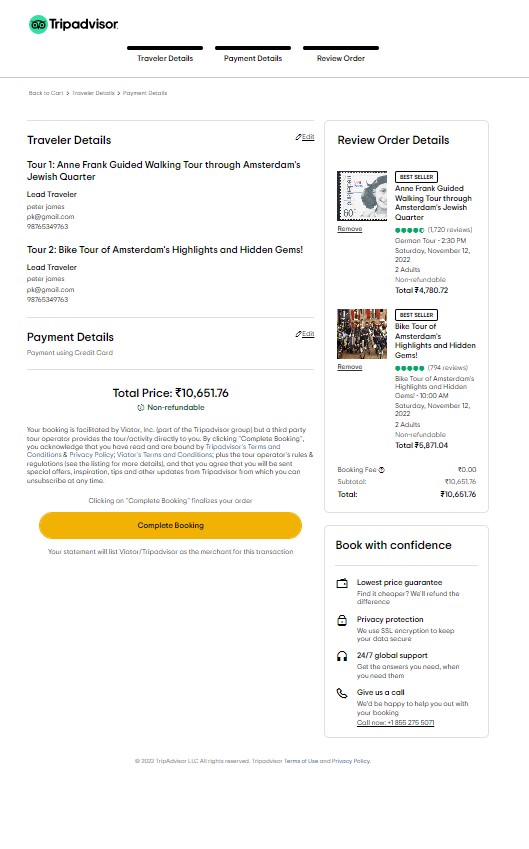 Tripadvisor
Traveler Details
Payment Details
Review Order
Back to Cart > Traveler Details > Payment Details
Traveler Details
Edit
Tour 1: Anne Frank Guided Walking Tour through Amsterdam's
Jewish Quarter
Lead Traveler
peter james
pk@gmail.com
98765349763
Tour 2: Bike Tour of Amsterdam's Highlights and Hidden Gems!
Lead Traveler
peter james
pk@gmail.com
98765349763
Payment Details
Edit
Payment using Credit Card
Total Price: ₹10,651.76
Non-refundable
Your booking is facilitated by Viator, Inc. (part of the Tripadvisor group) but a third party
tour operator provides the tour/activity directly to you. By clicking "Complete Booking",
you acknowledge that you have read and are bound by Tripadvisor's Terms and
Conditions & Privacy Policy; Viator's Terms and Conditions; plus the tour operator's rules &
regulations (see the listing for more details), and that you agree that you will be sent
special offers, inspiration, tips and other updates from Tripadvisor from which you can
unsubscribe at any time.
Clicking on "Complete Booking" finalizes your order
Complete Booking
Your statement will list Viator/Tripadvisor as the merchant for this transaction
Review Order Details
60
Remove
BEST SELLER
Anne Frank Guided
Walking Tour through
Amsterdam's Jewish
Quarter
(1,720 reviews)
German Tour - 2:30 PM
Saturday, November 12,
2022
2 Adults
Non-refundable
Total ₹4,780.72
Remove
BEST SELLER
Bike Tour of
Amsterdam's
Highlights and Hidden
Gems!
(794 reviews)
Bike Tour of Amsterdam's
Highlights and Hidden
Gems! - 10:00 AM
Saturday, November 12,
2022
2 Adults
Non-refundable
Total ₹5,871.04
Booking Fee ?
₹0.00
Subtotal:
₹10,651.76
Total:
₹10,651.76
Book with confidence
Lowest price guarantee
Find it cheaper? We'll refund the
difference
Privacy protection
We use SSL encryption to keep
your data secure
24/7 global support
Get the answers you need, when
you need them
Give us a call
We'd be happy to help you out with
your booking
Call now: +1 855 275 5071
© 2022 TripAdvisor LLC All rights reserved. Tripadvisor Terms of Use and Privacy Policy.